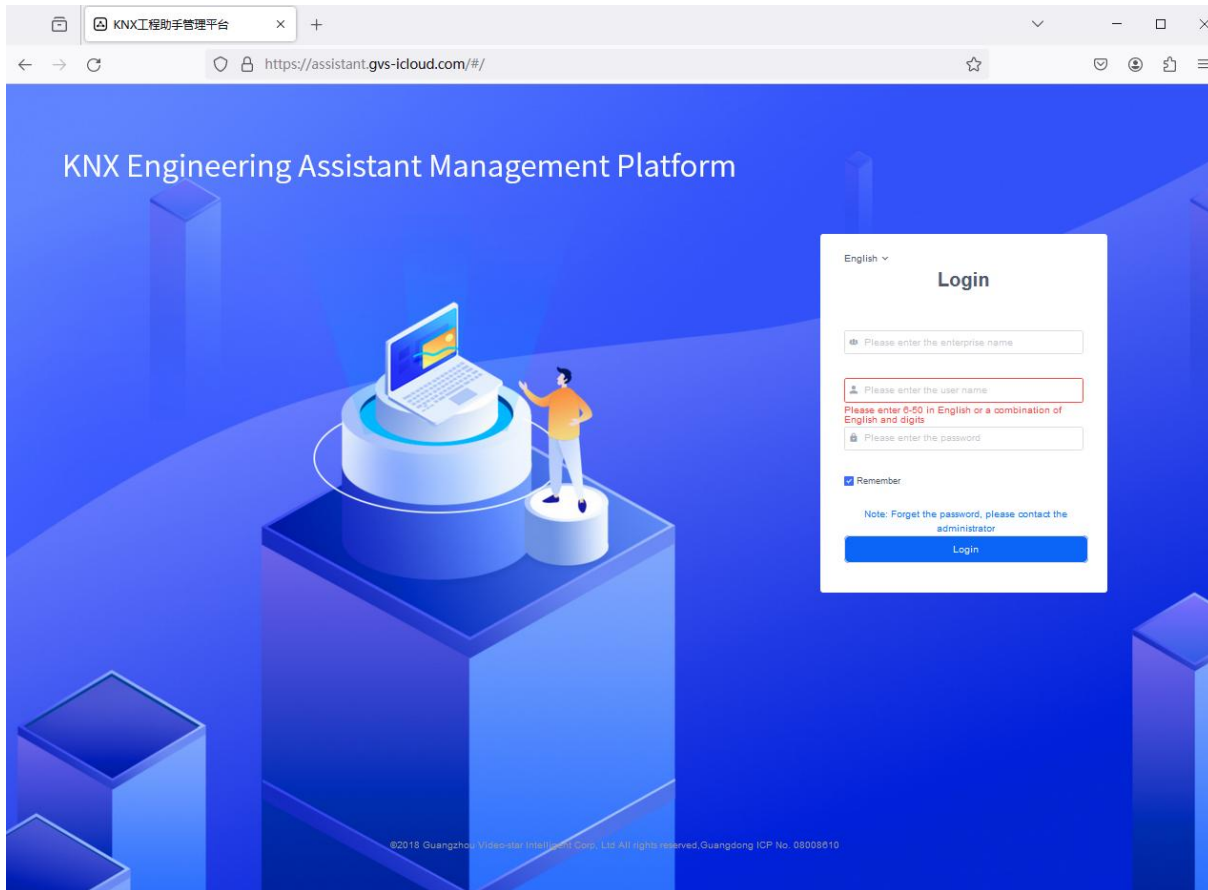 KNX工程助手管理平台
https://assistant.gvs-icloud.com/#/
KNX Engineering Assistant Management Platform
English
Login
Please enter the enterprise name
Please enter the user name
Please enter 6-50 in English or a combination of
English and digits
Please enter the password
Remember
Note: Forget the password, please contact the
administrator
Login
©2018 Guangzhou Video-star Intelligent Corp, Ltd All rights reserved,Guangdong ICP No. 08008610